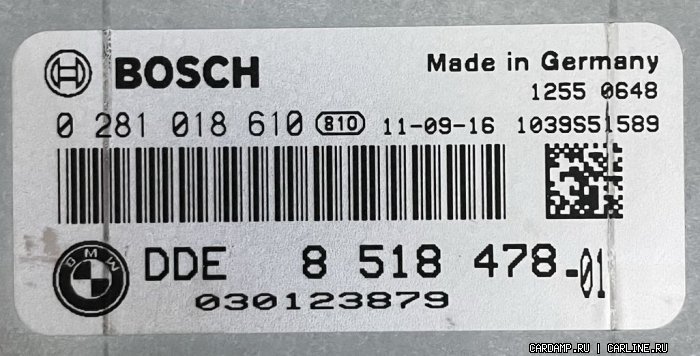 BOSCH Made in Germany
1255 0648
0 281 018 610 810 11-09-16 1039S51589
BMW DDE 8 518 478-01
030123879
CARDAMP.RU | CARLINE.RU